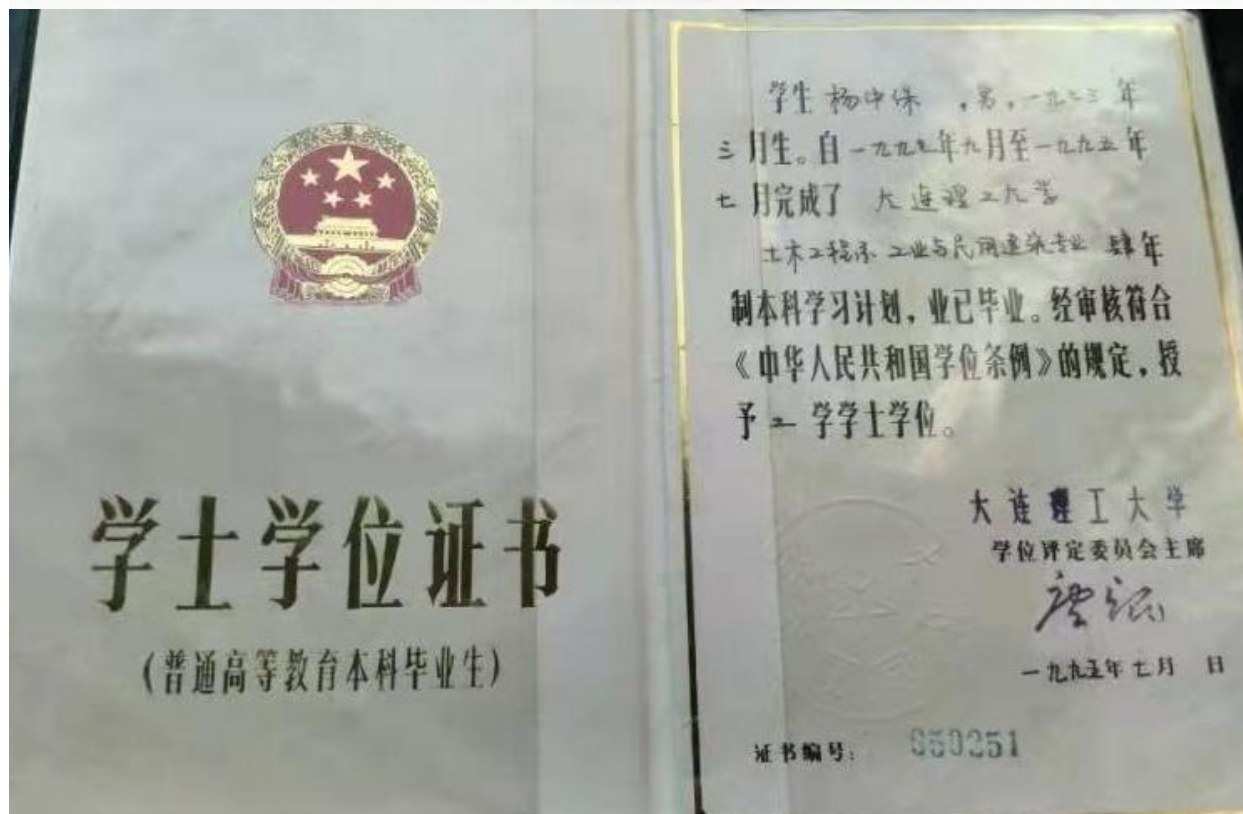 学士学位证书
(普通高等教育本科毕业生)
学生 杨中保 ,男,一九七三年
三月生。自一九九一年九月至一九九五年
七月完成了 大连理工大学
土木工程系 工业与民用建筑专业 肆年
制本科学习计划,业已毕业。经审核符合
《中华人民共和国学位条例》的规定,授
予 工 学学士学位。
大连理工大学
学位评定委员会主席
一九九五年七月 日
证书编号: 950251